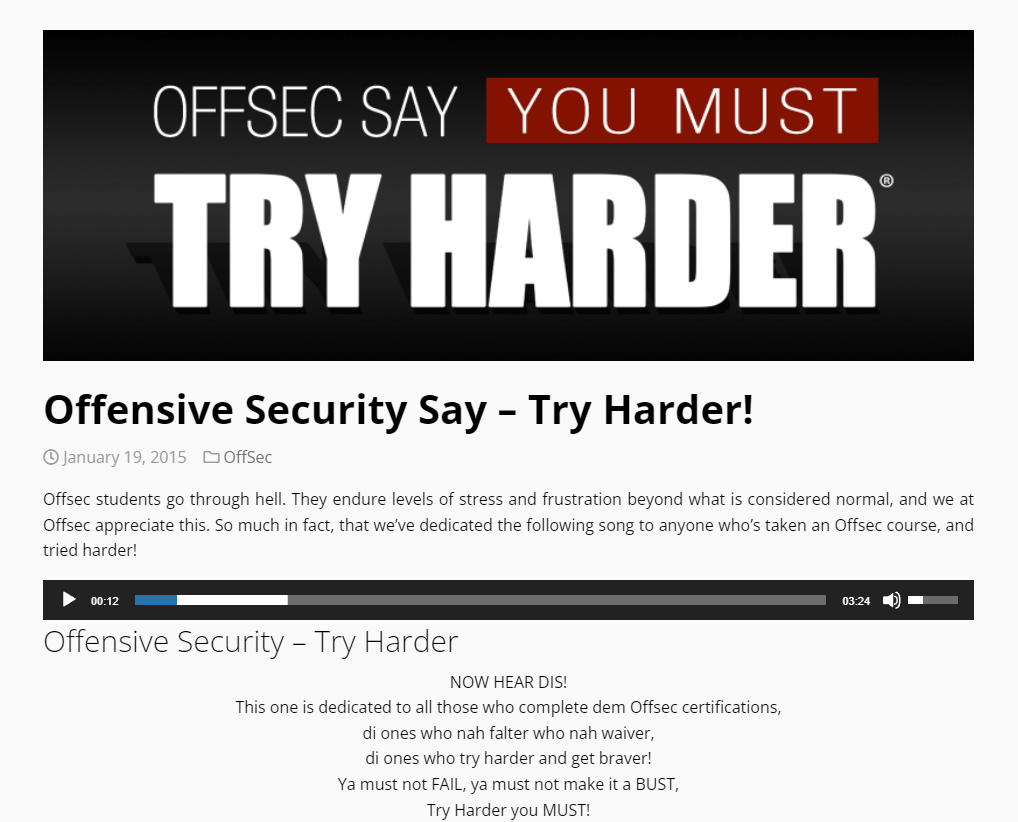 OFFSEC SAY YOU MUST
TRY HARDER®
Offensive Security Say – Try Harder!
January 19, 2015 OffSec
Offsec students go through hell. They endure levels of stress and frustration beyond what is considered normal, and we at
Offsec appreciate this. So much in fact, that we’ve dedicated the following song to anyone who’s taken an Offsec course, and
tried harder!
00:12 03:24
Offensive Security – Try Harder
NOW HEAR DIS!
This one is dedicated to all those who complete dem Offsec certifications,
di ones who nah falter who nah waiver,
di ones who try harder and get braver!
Ya must not FAIL, ya must not make it a BUST,
Try Harder you MUST!